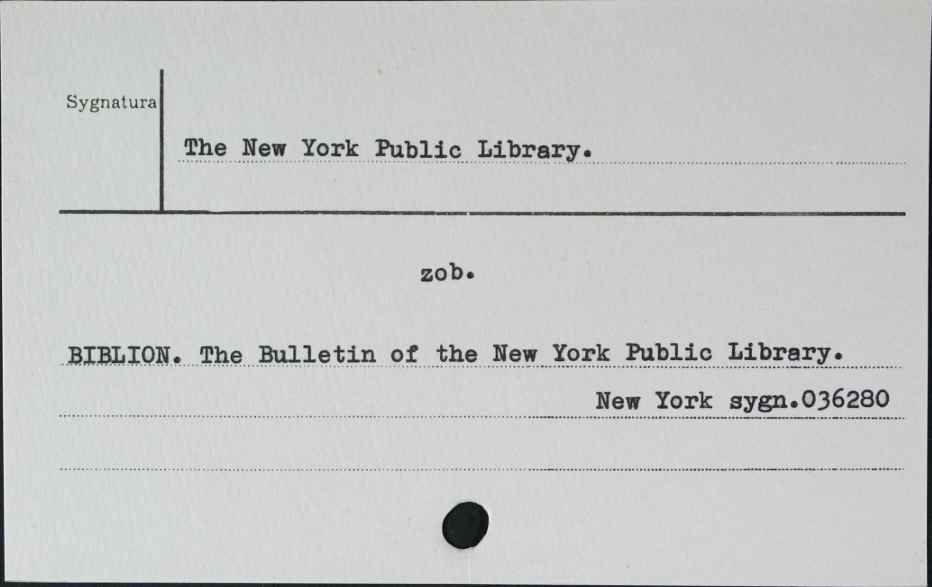 Sygnatura
The New York Public Library.
zob.
BIBLION. The Bulletin of the New York Public Library.
New York sygn.036280